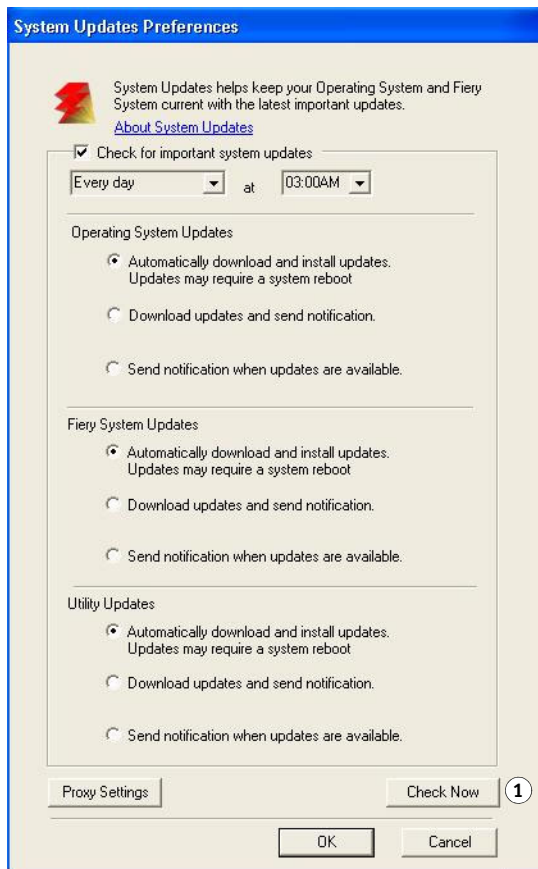 System Updates Preferences
System Updates helps keep your Operating System and Fiery
System current with the latest important updates.
About System Updates
Check for important system updates
Every day at 03:00AM
Operating System Updates
Automatically download and install updates.
Updates may require a system reboot
Download updates and send notification.
Send notification when updates are available.
Fiery System Updates
Automatically download and install updates.
Updates may require a system reboot
Download updates and send notification.
Send notification when updates are available.
Utility Updates
Automatically download and install updates.
Updates may require a system reboot
Download updates and send notification.
Send notification when updates are available.
Proxy Settings Check Now 1
OK Cancel